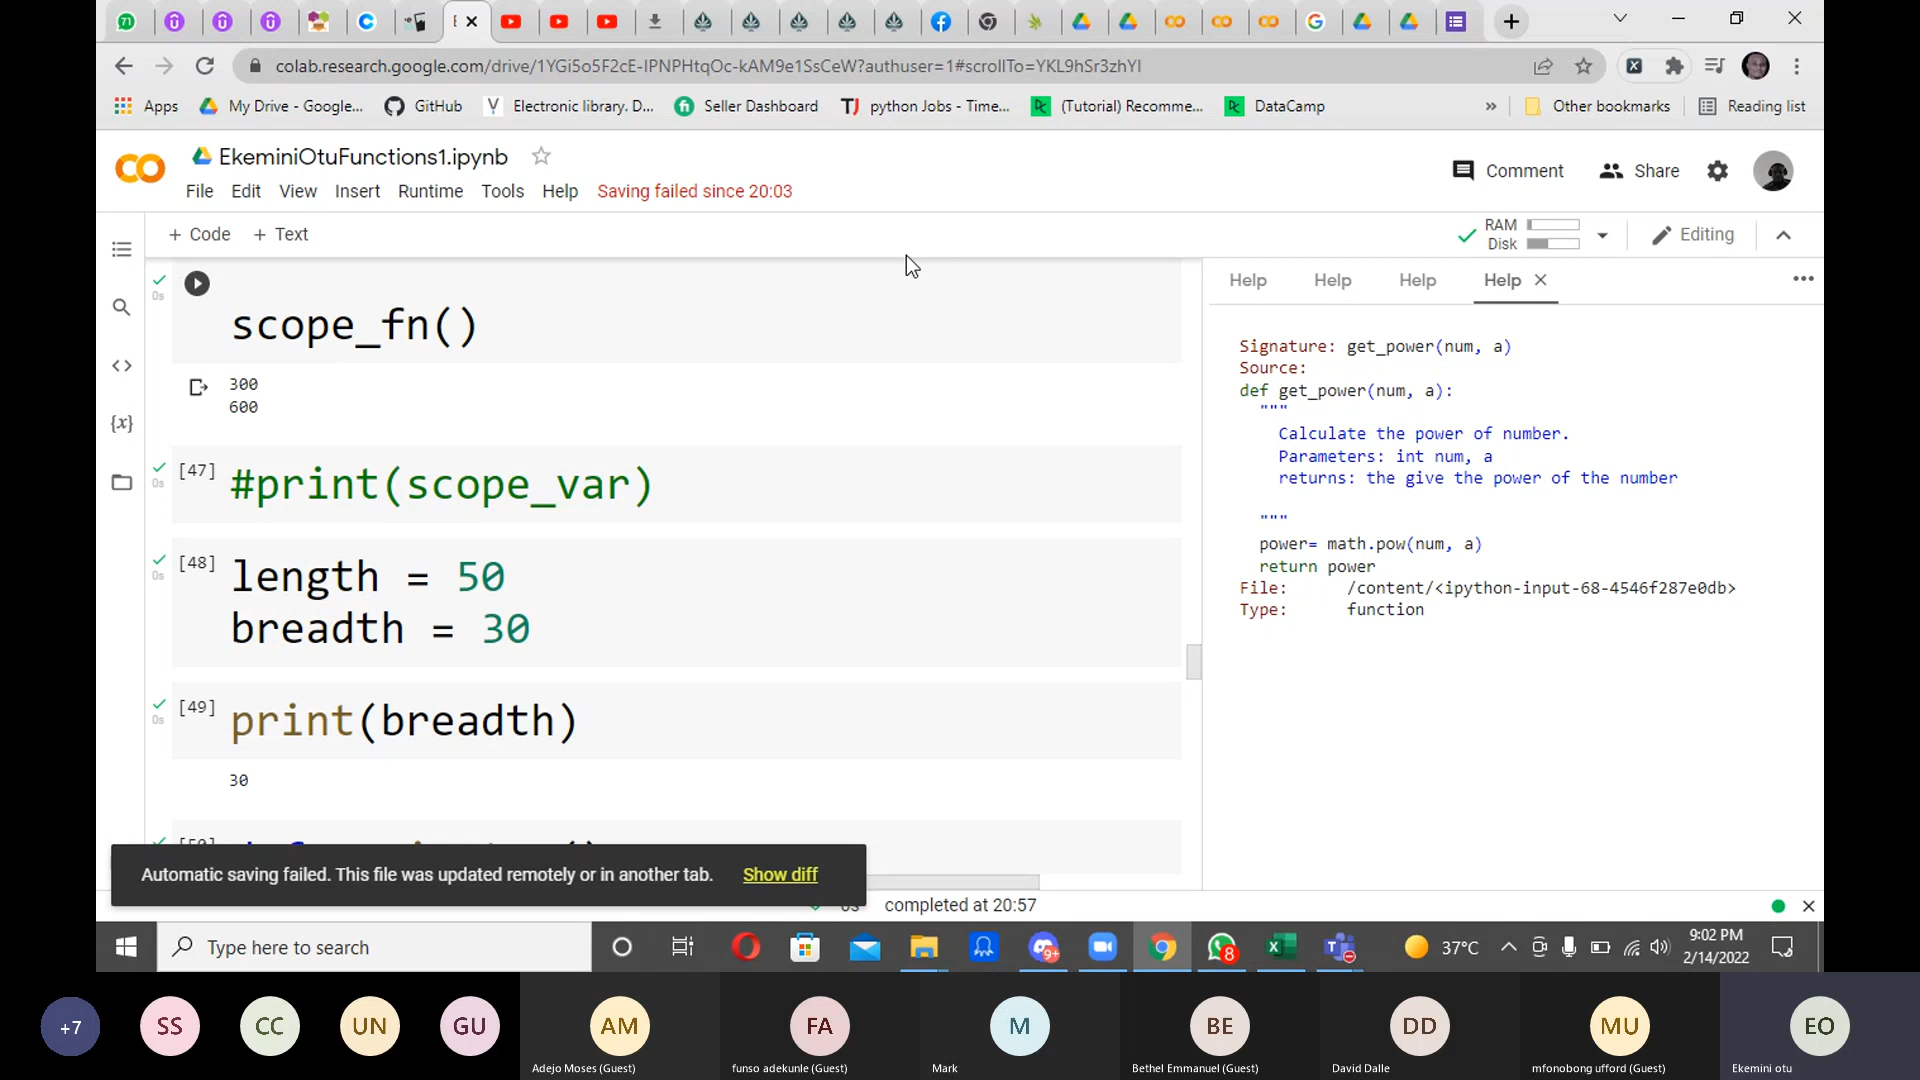 colab.research.google.com/drive/1YGi5o5F2cE-IPNPHtqOc-kAM9e1SsCeW?authuser=1#scrollTo=YKL9hSr3zhYI
Apps
My Drive - Google...
GitHub
Electronic library. D...
Seller Dashboard
python Jobs - Time...
(Tutorial) Recomme...
DataCamp
»
Other bookmarks
Reading list
EkeminiOtuFunctions1.ipynb
Comment
Share
File Edit View Insert Runtime Tools Help Saving failed since 20:03
+ Code + Text
RAM
Disk
Editing
0s
scope_fn()
300
600
[47] #print(scope_var)
0s
[48] length = 50
0s
breadth = 30
[49] print(breadth)
0s
30
Help Help Help Help
Signature: get_power(num, a)
Source:
def get_power(num, a):
"""
Calculate the power of number.
Parameters: int num, a
returns: the give the power of the number
"""
power= math.pow(num, a)
return power
File: /content/<ipython-input-68-4546f287e0db>
Type: function
Automatic saving failed. This file was updated remotely or in another tab. Show diff
completed at 20:57
Type here to search
9+
8
37°C
9:02 PM
2/14/2022
+7
SS
CC
UN
GU
AM
FA
M
BE
DD
MU
EO
Adejo Moses (Guest)
funso adekunle (Guest)
Mark
Bethel Emmanuel (Guest)
David Dalle
mfonobong ufford (Guest)
Ekemini otu